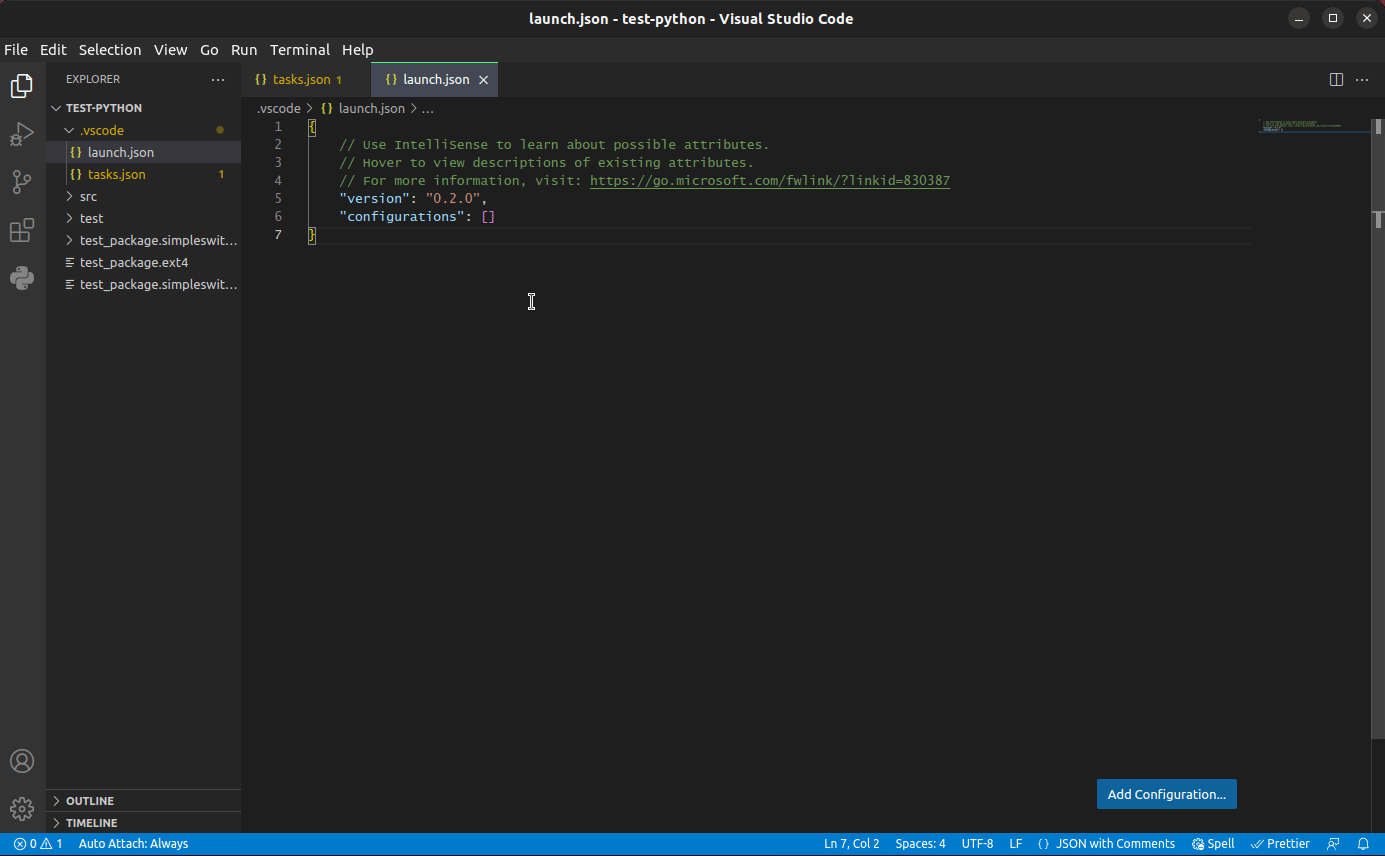 launch.json - test-python - Visual Studio Code
File Edit Selection View Go Run Terminal Help
EXPLORER
TEST-PYTHON
.vscode
launch.json
tasks.json 1
src
test
test_package.simpleswit...
test_package.ext4
test_package.simpleswit...
OUTLINE
TIMELINE
{} tasks.json 1
{} launch.json
.vscode > {} launch.json > ...
1 {
2 // Use IntelliSense to learn about possible attributes.
3 // Hover to view descriptions of existing attributes.
4 // For more information, visit: https://go.microsoft.com/fwlink/?linkid=830387
5 "version": "0.2.0",
6 "configurations": []
7 }
Add Configuration...
0 1 Auto Attach: Always Ln 7, Col 2 Spaces: 4 UTF-8 LF {} JSON with Comments Spell Prettier